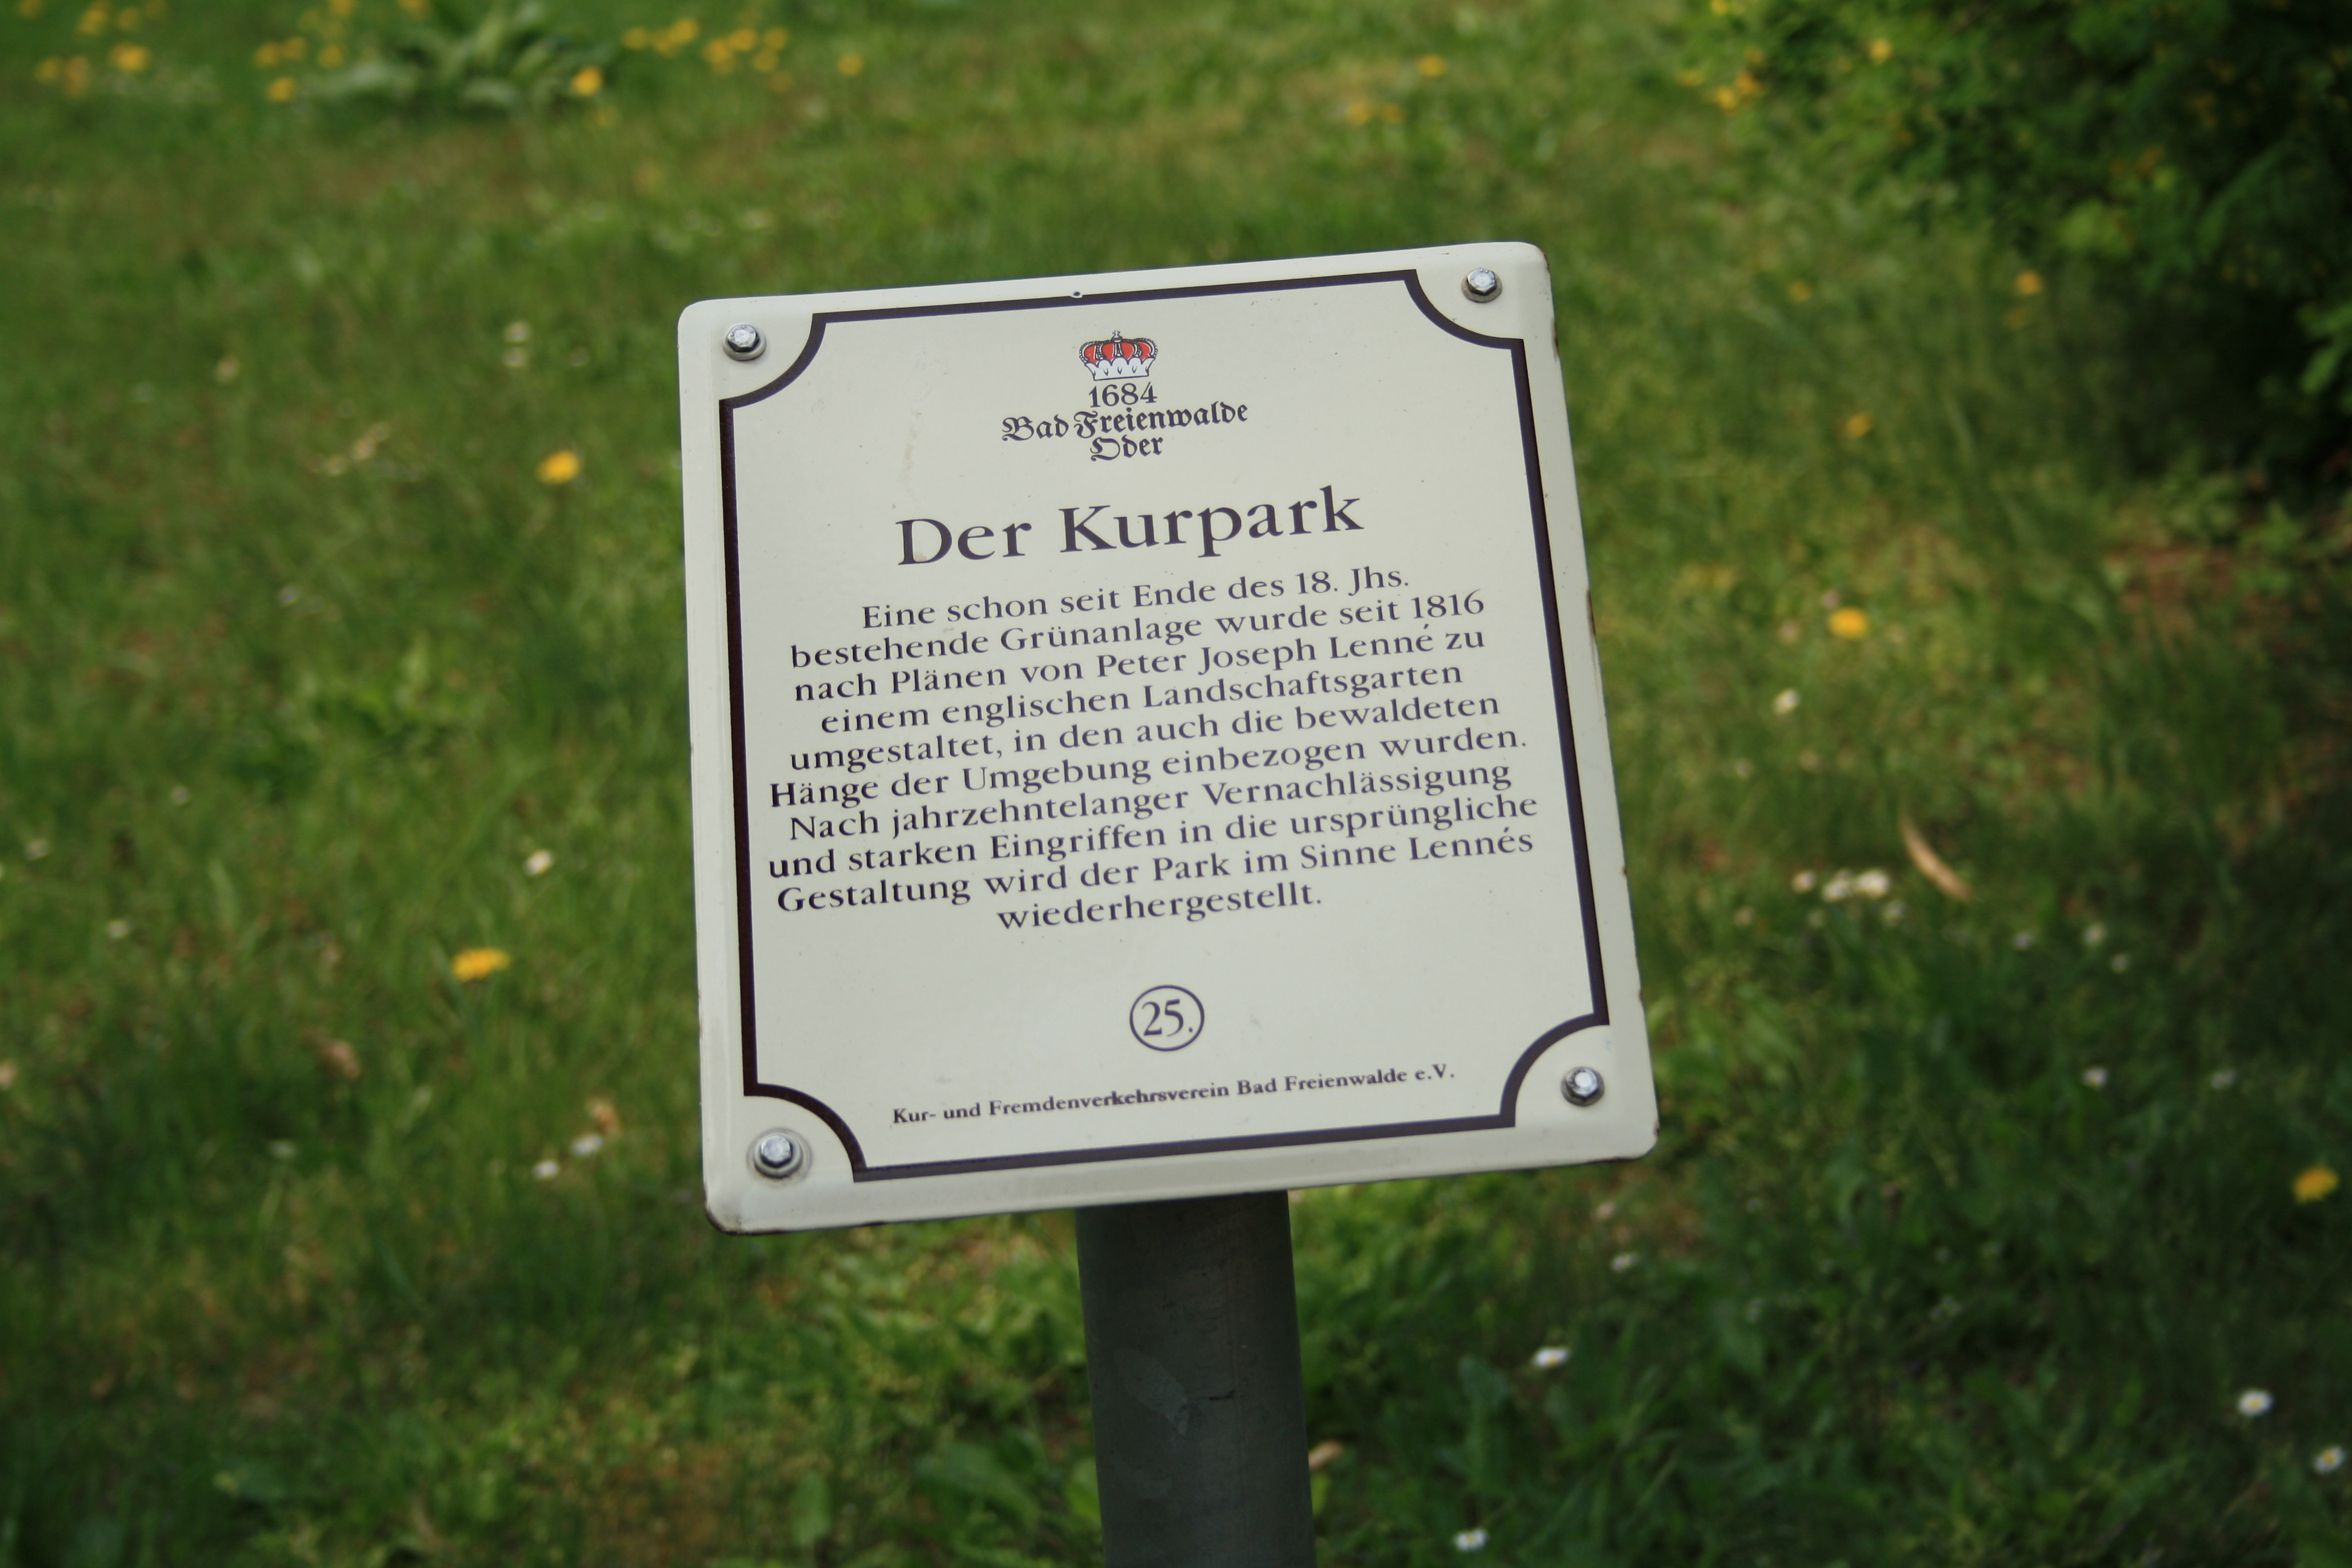 1684
Bad Freienwalde
Oder
Der Kurpark
Eine schon seit Ende des 18. Jhs.
bestehende Grünanlage wurde seit 1816
nach Plänen von Peter Joseph Lenné zu
einem englischen Landschaftsgarten
umgestaltet, in den auch die bewaldeten
Hänge der Umgebung einbezogen wurden.
Nach jahrzehntelanger Vernachlässigung
und starken Eingriffen in die ursprüngliche
Gestaltung wird der Park im Sinne Lennés
wiederhergestellt.
25.
Kur- und Fremdenverkehrsverein Bad Freienwalde e.V.